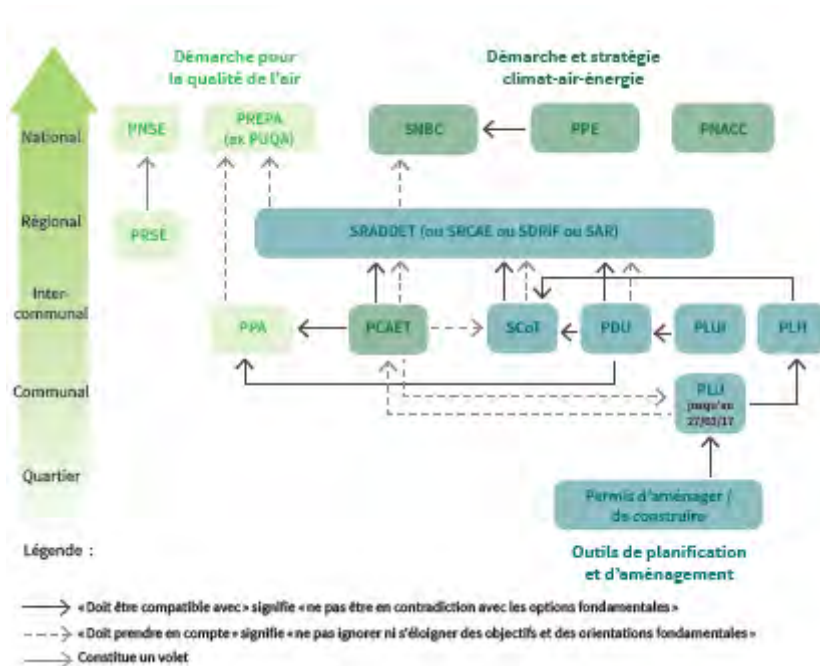 Démarche pour
la qualité de l'air
Démarche et stratégie
climat-air-énergie
National
PNSE
PREPA
(ex PUQA)
SNBC
PPE
PNACC
Régional
PRSE
SRADDET (ou SRCAE ou SDRIF ou SAR)
Inter-
communal
PPA
PCAET
SCoT
PDU
PLUi
PLH
Communal
PLU
jusqu'au
27/03/17
Quartier
Permis d'aménager /
de construire
Légende :
Outils de planification
et d'aménagement
«Doit être compatible avec» signifie «ne pas être en contradiction avec les options fondamentales»
«Doit prendre en compte» signifie «ne pas ignorer ni s'éloigner des objectifs et des orientations fondamentales»
Constitue un volet